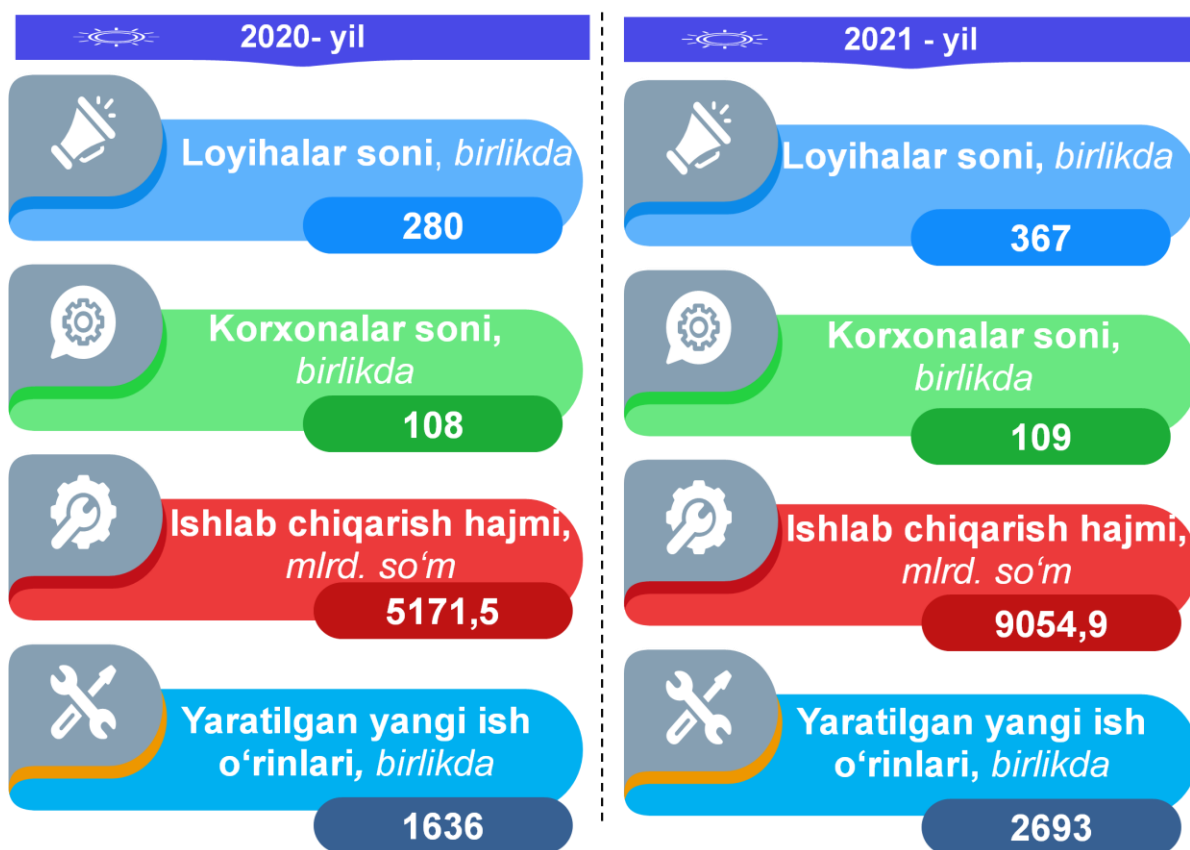 2020- yil
Loyihalar soni, birlikda
280
Korxonalar soni,
birlikda
108
Ishlab chiqarish hajmi,
mlrd. so‘m
5171,5
Yaratilgan yangi ish
o‘rinlari, birlikda
1636
2021 - yil
Loyihalar soni, birlikda
367
Korxonalar soni,
birlikda
109
Ishlab chiqarish hajmi,
mlrd. so‘m
9054,9
Yaratilgan yangi ish
o‘rinlari, birlikda
2693